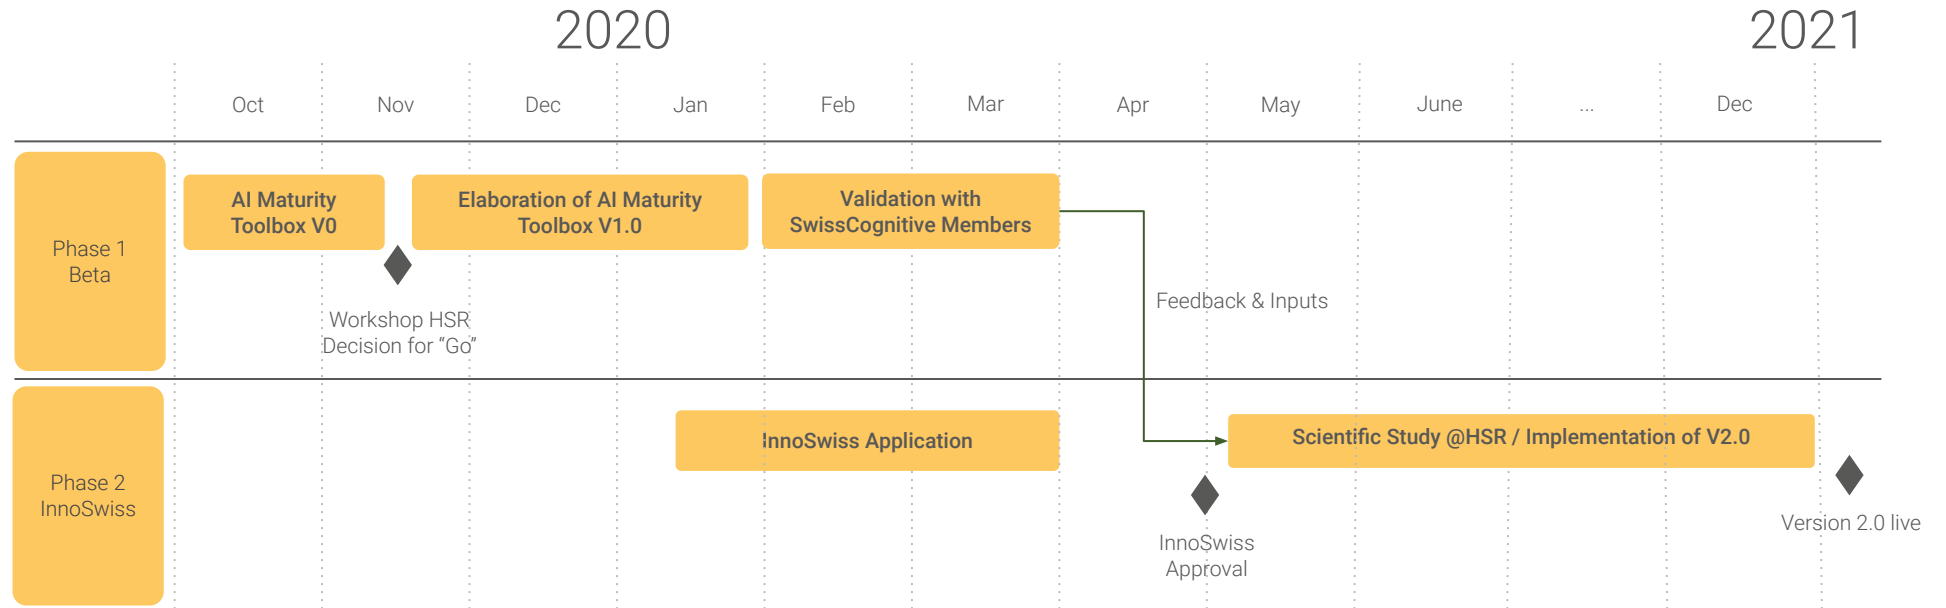 2020
2021
Oct
Nov
Dec
Jan
Feb
Mar
Apr
May
June
...
Dec
Phase 1
Beta
AI Maturity
Toolbox V0
Elaboration of AI Maturity
Toolbox V1.0
Validation with
SwissCognitive Members
Workshop HSR
Decision for “Go”
Feedback & Inputs
Phase 2
InnoSwiss
InnoSwiss Application
Scientific Study @HSR / Implementation of V2.0
InnoSwiss
Approval
Version 2.0 live